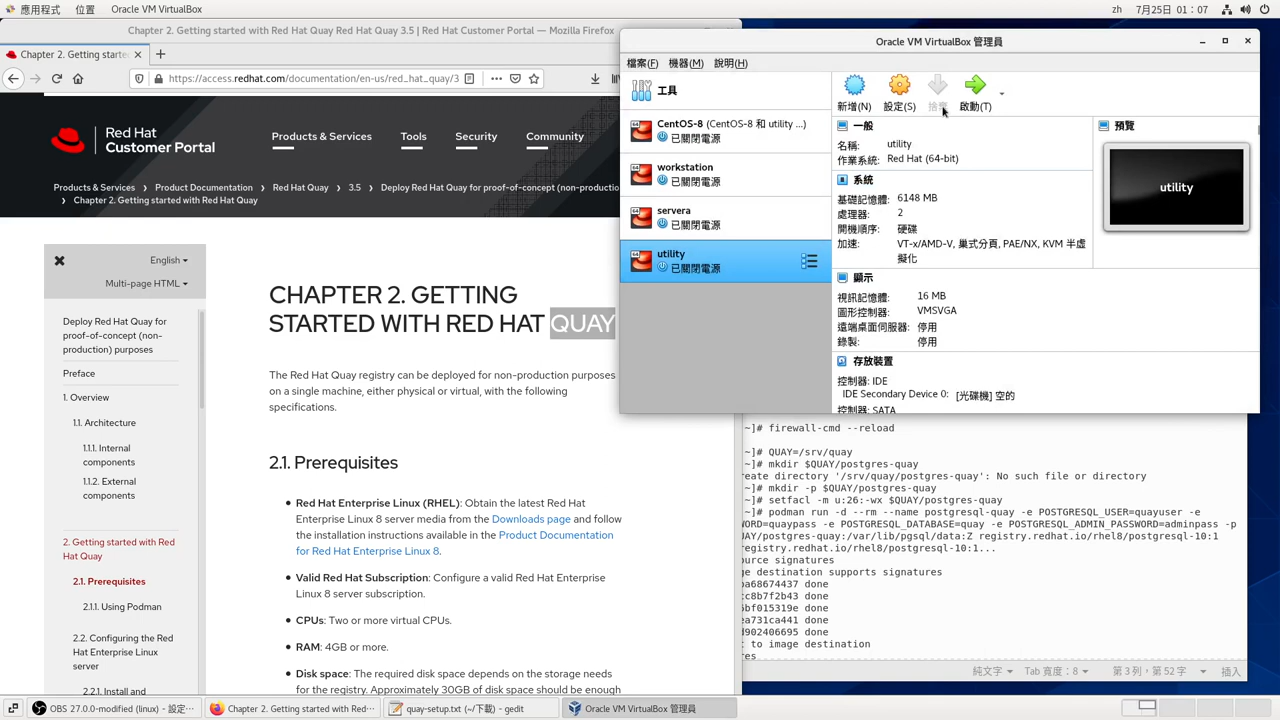 應用程式 位置 Oracle VM VirtualBox zh 7月25日 01：07
Chapter 2. Getting started with Red Hat Quay Red Hat Quay 3.5 | Red Hat Customer Portal — Mozilla Firefox
Chapter 2. Getting starte
https://access.redhat.com/documentation/en-us/red_hat_quay/3
Red Hat
Customer Portal
Products & Services Tools Security Community
Products & Services Product Documentation Red Hat Quay 3.5 Deploy Red Hat Quay for proof-of-concept (non-production)
Chapter 2. Getting started with Red Hat Quay
English
Multi-page HTML
Deploy Red Hat Quay for
proof-of-concept (non-
production) purposes
Preface
1. Overview
1.1. Architecture
1.1.1. Internal
components
1.1.2. External
components
2. Getting started with Red
Hat Quay
2.1. Prerequisites
2.1.1. Using Podman
2.2. Configuring the Red
Hat Enterprise Linux
server
2.2.1. Install and
CHAPTER 2. GETTING
STARTED WITH RED HAT QUAY
The Red Hat Quay registry can be deployed for non-production purposes
on a single machine, either physical or virtual, with the following
specifications.
2.1. Prerequisites
Red Hat Enterprise Linux (RHEL): Obtain the latest Red Hat
Enterprise Linux 8 server media from the Downloads page and follow
the installation instructions available in the Product Documentation
for Red Hat Enterprise Linux 8.
Valid Red Hat Subscription: Configure a valid Red Hat Enterprise
Linux 8 server subscription.
CPUs: Two or more virtual CPUs.
RAM: 4GB or more.
Disk space: The required disk space depends on the storage needs
for the registry. Approximately 30GB of disk space should be enough
Oracle VM VirtualBox 管理員
檔案(F) 機器(M) 說明(H)
工具
CentOS-8 (CentOS-8 和 utility ...)
已關閉電源
workstation
已關閉電源
servera
已關閉電源
utility
已關閉電源
新增(N) 設定(S) 啟動(T)
一般
名稱: utility
作業系統: Red Hat (64-bit)
系統
基礎記憶體: 6148 MB
處理器: 2
開機順序: 硬碟
加速: VT-x/AMD-V, 巢式分頁, PAE/NX, KVM 半虛
擬化
預覽
utility
顯示
視訊記憶體: 16 MB
圖形控制器: VMSVGA
遠端桌面伺服器: 停用
錄製: 停用
存放裝置
控制器: IDE
IDE Secondary Device 0: [光碟機] 空的
控制器: SATA
~]# firewall-cmd --reload
~]# QUAY=/srv/quay
~]# mkdir $QUAY/postgres-quay
reate directory '/srv/quay/postgres-quay': No such file or directory
~]# mkdir -p $QUAY/postgres-quay
~]# setfacl -m u:26:-wx $QUAY/postgres-quay
~]# podman run -d --rm --name postgresql-quay -e POSTGRESQL_USER=quayuser -e
WORD=quaypass -e POSTGRESQL_DATABASE=quay -e POSTGRESQL_ADMIN_PASSWORD=adminpass -p
AY/postgres-quay:/var/lib/pgsql/data:Z registry.redhat.io/rhel8/postgresql-10:1
registry.redhat.io/rhel8/postgresql-10:1...
urce signatures
ge destination supports signatures
ba68674437 done
cc8b7f2b43 done
6bf015319e done
ea731ca441 done
d902406695 done
t to image destination
res
純文字 Tab 寬度：8 第 3 列，第 52 字 插入
OBS 27.0.0-modified (linux) - 設定… Chapter 2. Getting started with Red… quay-setup.txt (~/下載) - gedit Oracle VM VirtualBox 管理員